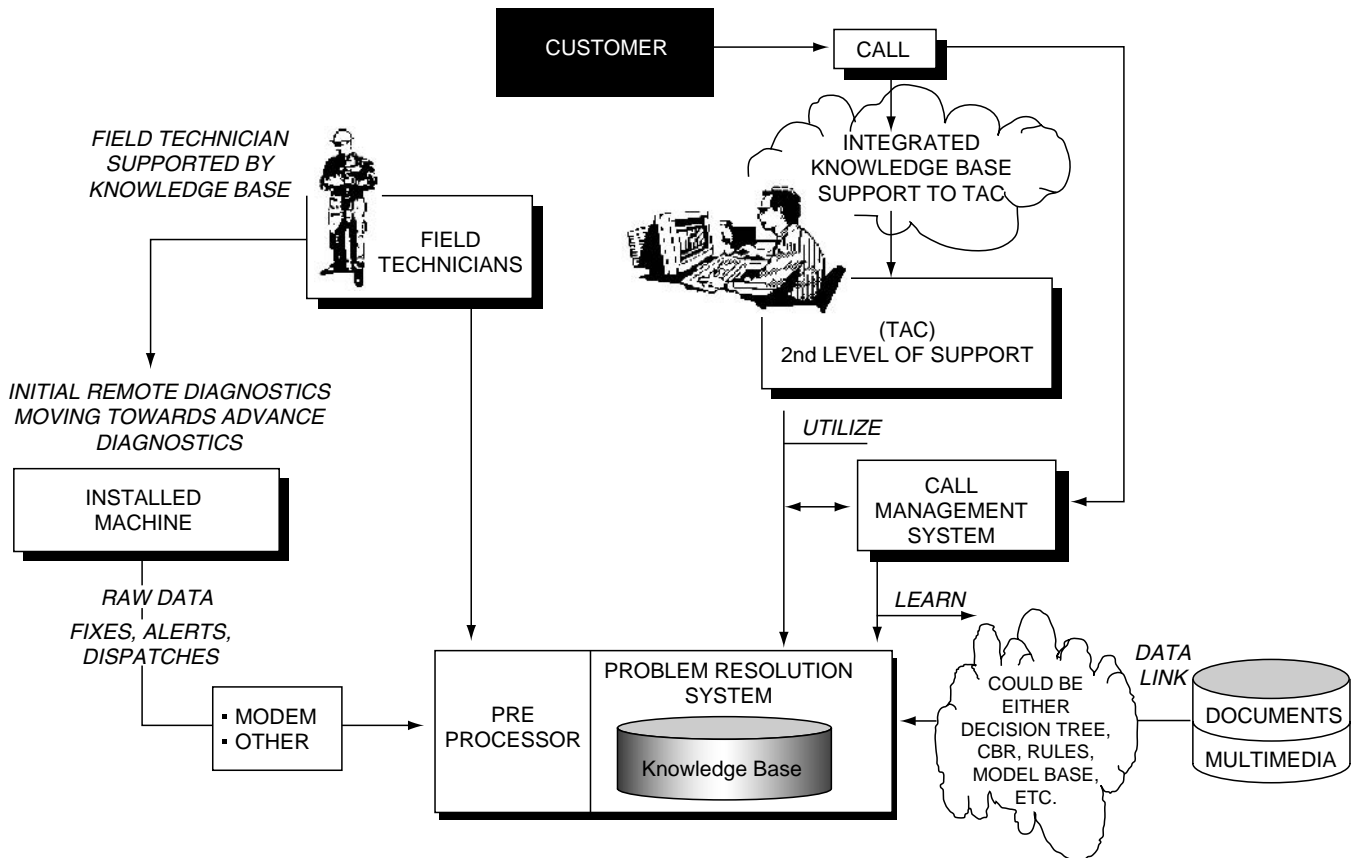 CUSTOMER
CALL
FIELD TECHNICIAN
SUPPORTED BY
KNOWLEDGE BASE
INTEGRATED
KNOWLEDGE BASE
SUPPORT TO TAC
FIELD
TECHNICIANS
(TAC)
2nd LEVEL OF SUPPORT
INITIAL REMOTE DIAGNOSTICS
MOVING TOWARDS ADVANCE
DIAGNOSTICS
UTILIZE
INSTALLED
MACHINE
CALL
MANAGEMENT
SYSTEM
RAW DATA
FIXES, ALERTS,
DISPATCHES
LEARN
▪ MODEM
▪ OTHER
PRE
PROCESSOR
PROBLEM RESOLUTION
SYSTEM
Knowledge Base
COULD BE
EITHER
DECISION TREE,
CBR, RULES,
MODEL BASE,
ETC.
DATA
LINK
DOCUMENTS
MULTIMEDIA